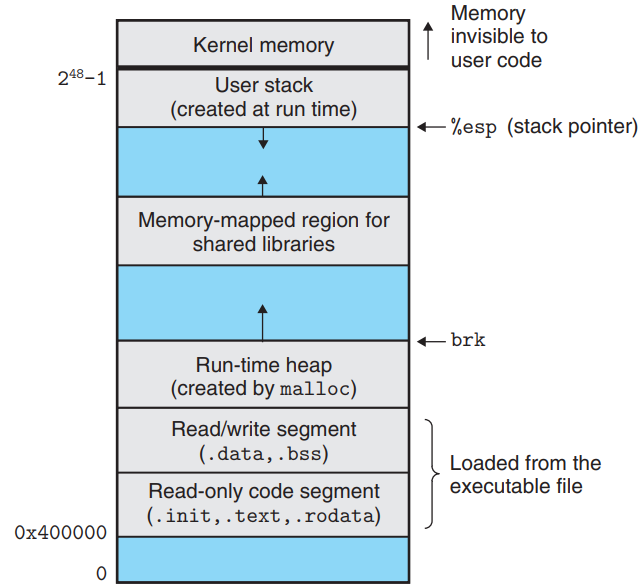 Memory
invisible to
user code
Kernel memory
2⁴⁸−1
User stack
(created at run time)
%esp (stack pointer)
Memory-mapped region for
shared libraries
brk
Run-time heap
(created by malloc)
Read/write segment
(.data,.bss)
Loaded from the
executable file
Read-only code segment
(.init,.text,.rodata)
0x400000
0